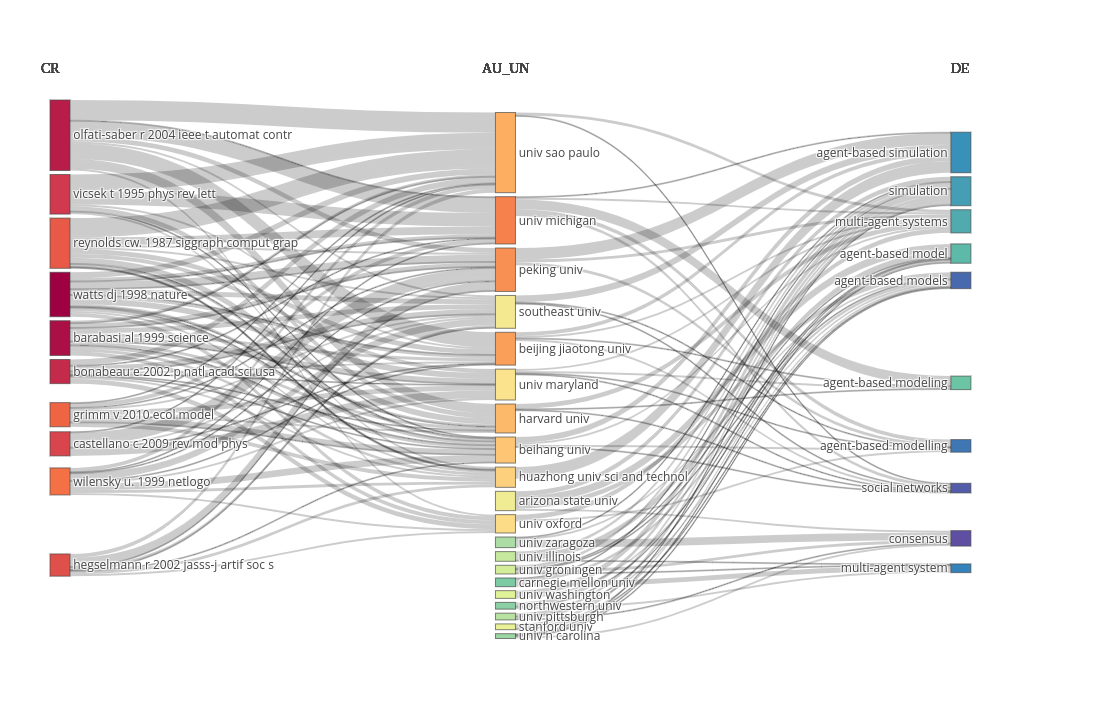 CR
AU_UN
DE
olfati-saber r 2004 ieee t automat contr
vicsek t 1995 phys rev lett
reynolds cw. 1987 siggraph comput grap
watts dj 1998 nature
barabasi al 1999 science
bonabeau e 2002 p natl acad sci usa
grimm v 2010 ecol model
castellano c 2009 rev mod phys
wilensky u. 1999 netlogo
hegselmann r 2002 jasss-j artif soc s
univ sao paulo
univ michigan
peking univ
southeast univ
beijing jiaotong univ
univ maryland
harvard univ
beihang univ
huazhong univ sci and technol
arizona state univ
univ oxford
univ zaragoza
univ illinois
univ groningen
carnegie mellon univ
univ washington
northwestern univ
univ pittsburgh
stanford univ
univ n carolina
agent-based simulation
simulation
multi-agent systems
agent-based model
agent-based models
agent-based modeling
agent-based modelling
social networks
consensus
multi-agent system